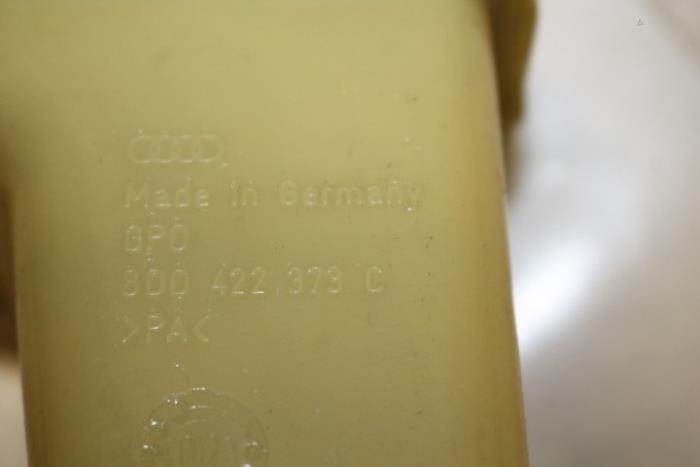 Made in Germany
GPO
8D0 422 373 C
>PA<